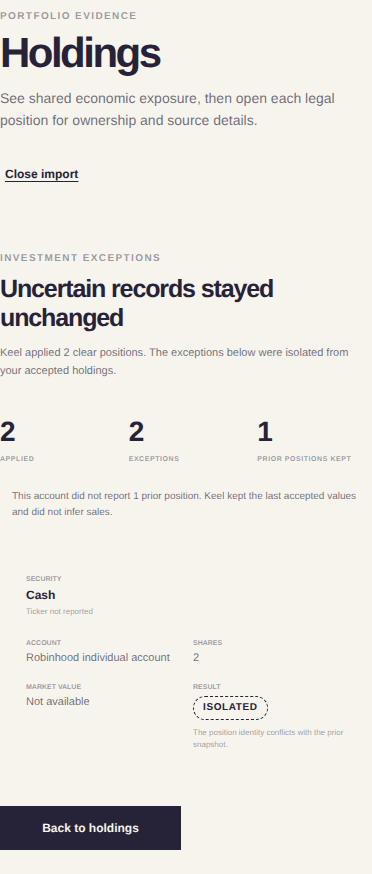 PORTFOLIO EVIDENCE
Holdings
See shared economic exposure, then open each legal
position for ownership and source details.
Close import
INVESTMENT EXCEPTIONS
Uncertain records stayed
unchanged
Keel applied 2 clear positions. The exceptions below were isolated from
your accepted holdings.
2 2 1
APPLIED EXCEPTIONS PRIOR POSITIONS KEPT
This account did not report 1 prior position. Keel kept the last accepted values
and did not infer sales.
SECURITY
Cash
Ticker not reported
ACCOUNT SHARES
Robinhood individual account 2
MARKET VALUE RESULT
Not available ISOLATED
The position identity conflicts with the prior
snapshot.
Back to holdings